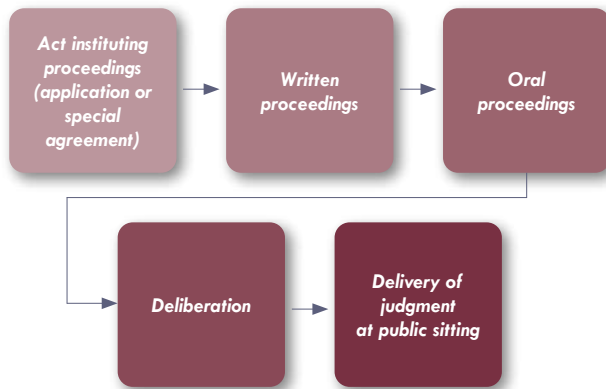 Act instituting
proceedings
(application or
special
agreement)
Written
proceedings
Oral
proceedings
Deliberation
Delivery of
judgment
at public sitting